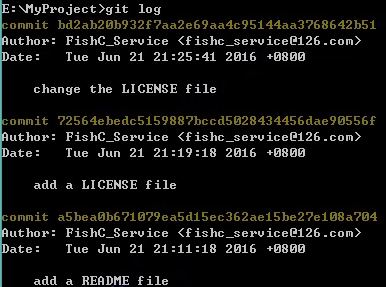 E:\MyProject>git log
commit bd2ab20b932f7aa2e69aa4c95144aa3768642b51
Author: FishC_Service <fishc_service@126.com>
Date:   Tue Jun 21 21:25:41 2016 +0800
change the LICENSE file
commit 72564ebedc5159887bccd5028434456dae90556f
Author: FishC_Service <fishc_service@126.com>
Date:   Tue Jun 21 21:19:18 2016 +0800
add a LICENSE file
commit a5bea0b671079ea5d15ec362ae15be27e108a704
Author: FishC_Service <fishc_service@126.com>
Date:   Tue Jun 21 21:11:18 2016 +0800
add a README file